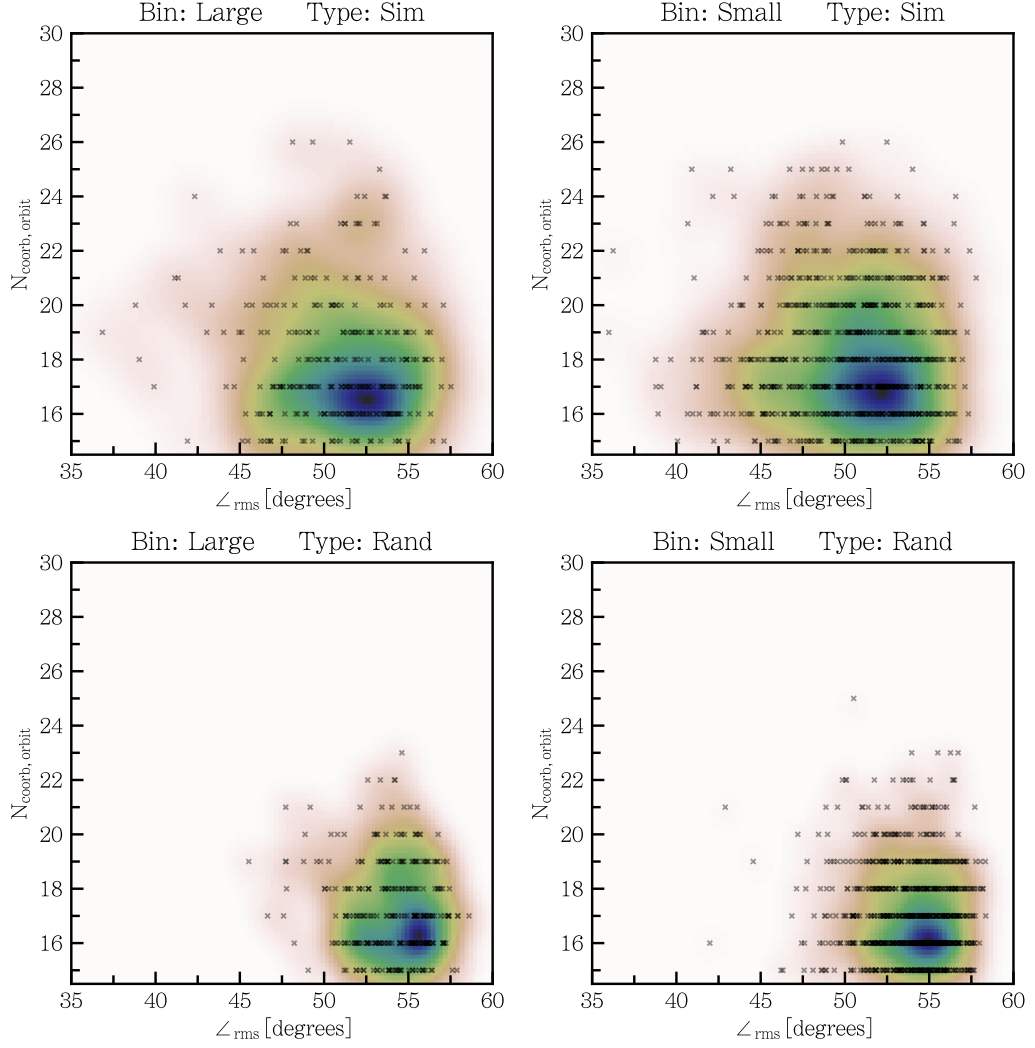 Bin: Large Type: Sim
30
28
26
24
22
20
18
16
N_coorb, orbit
35 40 45 50 55 60
∠_rms [degrees]
Bin: Small Type: Sim
30
28
26
24
22
20
18
16
N_coorb, orbit
35 40 45 50 55 60
∠_rms [degrees]
Bin: Large Type: Rand
30
28
26
24
22
20
18
16
N_coorb, orbit
35 40 45 50 55 60
∠_rms [degrees]
Bin: Small Type: Rand
30
28
26
24
22
20
18
16
N_coorb, orbit
35 40 45 50 55 60
∠_rms [degrees]